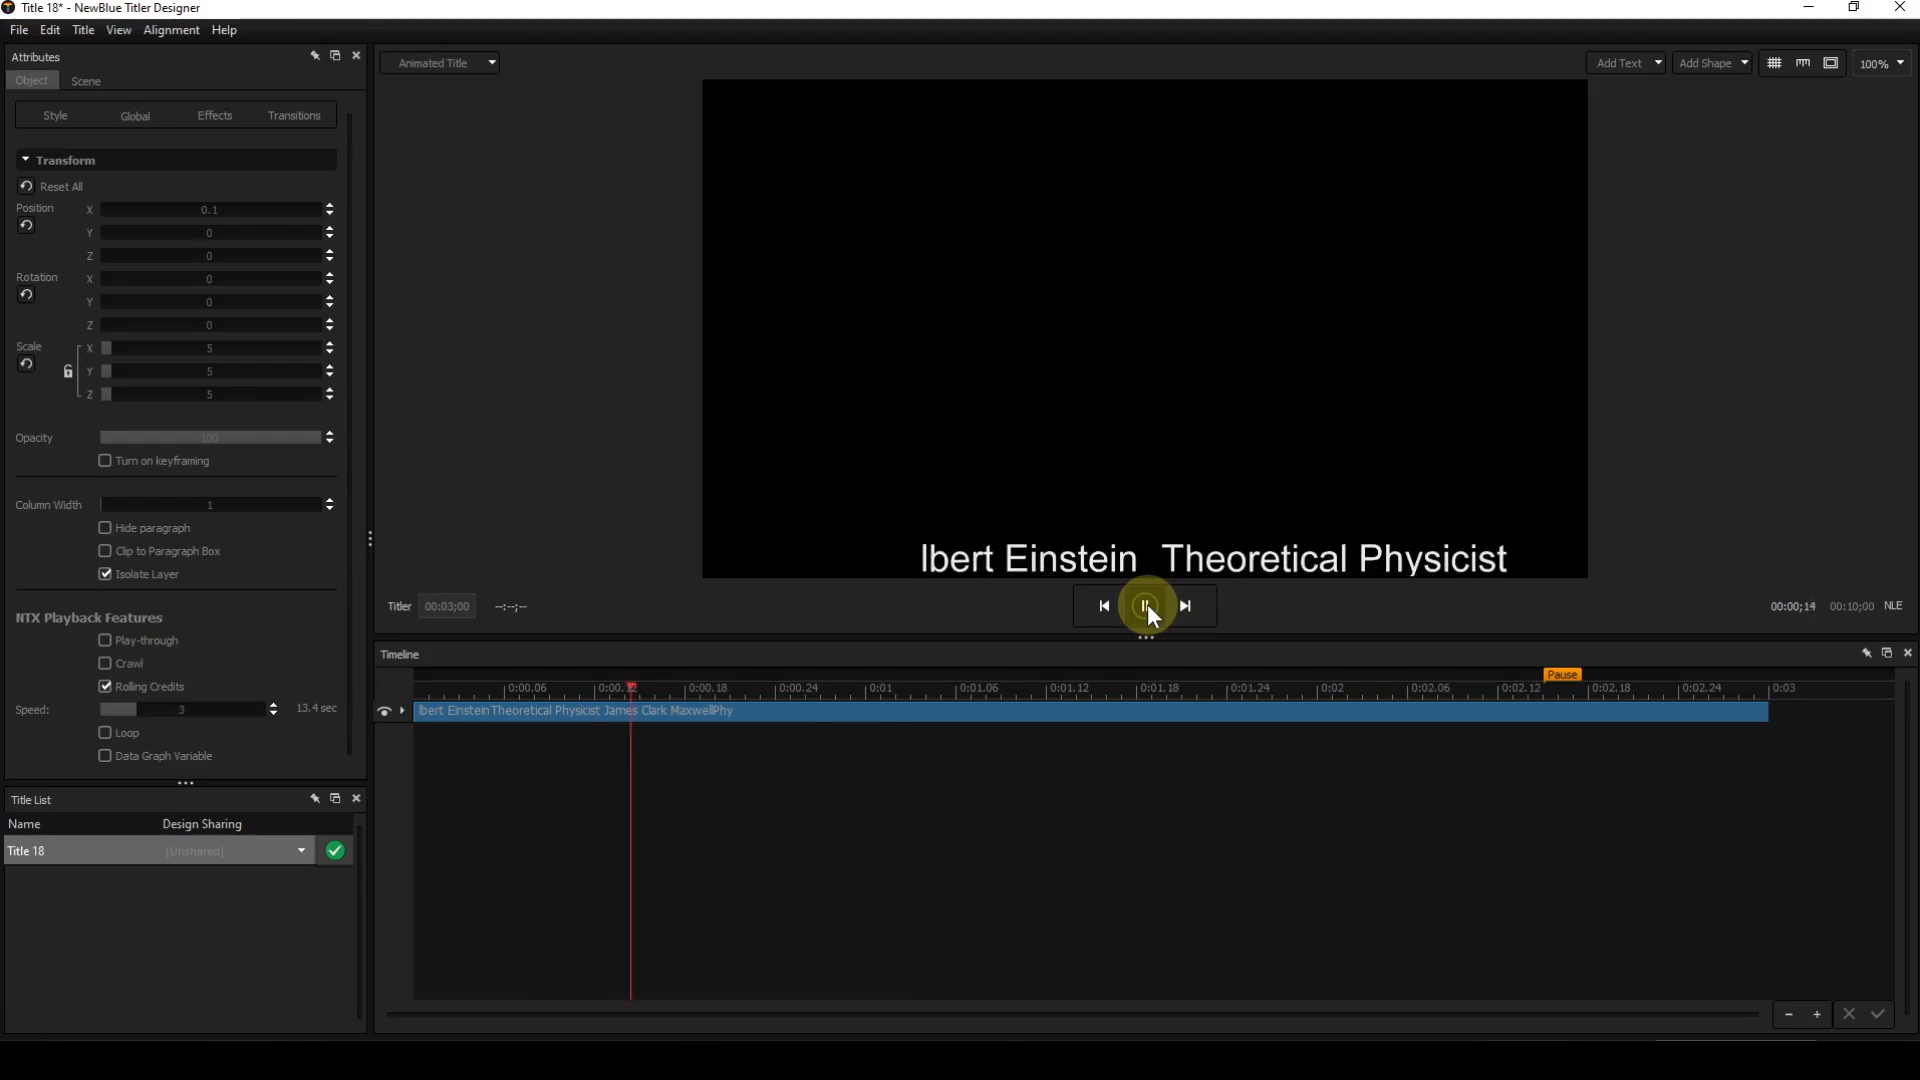 Title 18* - NewBlue Titler Designer
File Edit Title View Alignment Help
Attributes
Object Scene
Style Global Effects Transitions
Transform
Reset All
Position X 0.1
Y 0
Z 0
Rotation X 0
Y 0
Z 0
Scale X 5
Y 5
Z 5
Opacity 100
Turn on keyframing
Column Width 1
Hide paragraph
Clip to Paragraph Box
Isolate Layer
NTX Playback Features
Play-through
Crawl
Rolling Credits
Speed: 3 13.4 sec
Loop
Data Graph Variable
Title List
Name Design Sharing
Title 18 [Unshared]
Animated Title
Add Text Add Shape 100%
lbert Einstein Theoretical Physicist
Titler 00:03;00 --:--;--
00:00;14 00:10;00 NLE
Timeline
Pause
0:00.06 0:00.12 0:00.18 0:00.24 0:01 0:01.06 0:01.12 0:01.18 0:01.24 0:02 0:02.06 0:02.12 0:02.18 0:02.24 0:03
lbert EinsteinTheoretical Physicist James Clark MaxwellPhy